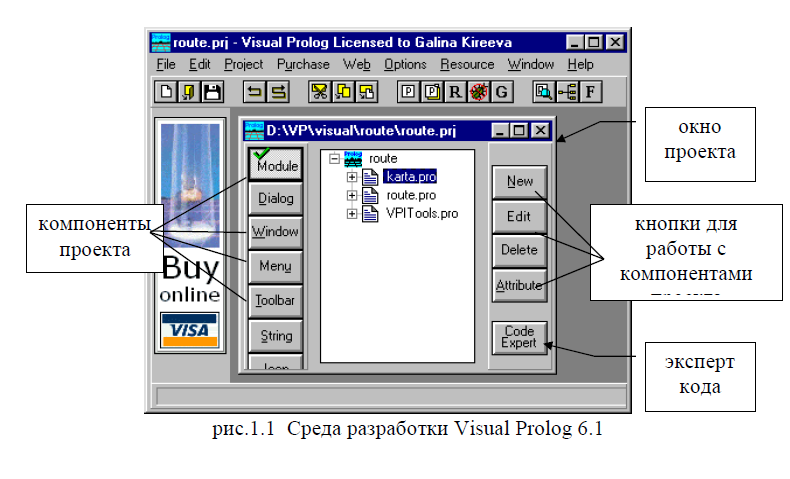 route.prj - Visual Prolog Licensed to Galina Kireeva
File Edit Project Purchase Web Options Resource Window Help
P P R G F
D:\VP\visual\route\route.prj
окно
проекта
Module
Dialog
Window
Menu
Toolbar
String
route
karta.pro
route.pro
VPITools.pro
New
Edit
Delete
Attribute
Code
Expert
компоненты
проекта
кнопки для
работы с
компонентами
проекта
Buy
online
VISA
эксперт
кода
рис.1.1 Среда разработки Visual Prolog 6.1